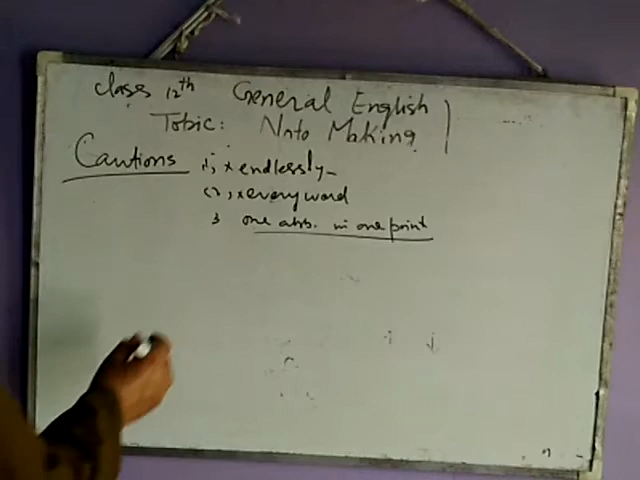 Class 12th General English
Topic: Note Making
Cautions 1, × endlessly
(2), × every word
3 one abs. in one point